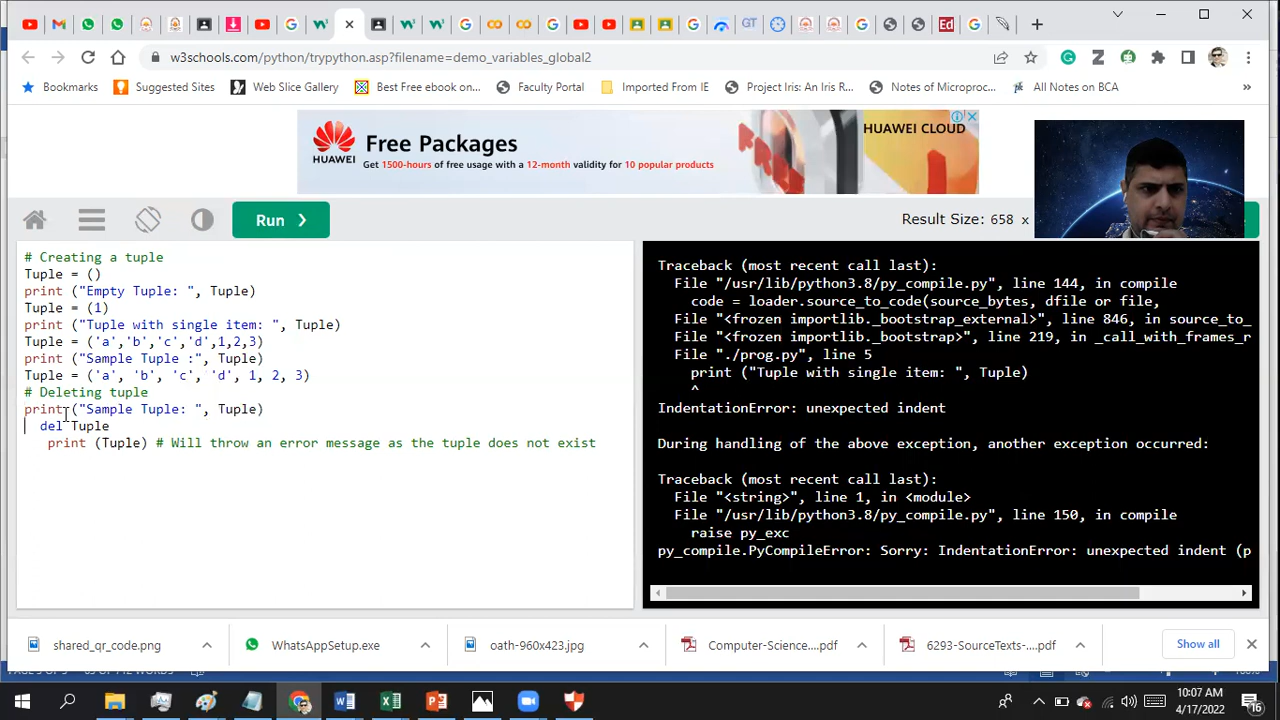 w3schools.com/python/trypython.asp?filename=demo_variables_global2
Bookmarks
Suggested Sites
Web Slice Gallery
Best Free ebook on...
Faculty Portal
Imported From IE
Project Iris: An Iris R...
Notes of Microproc...
All Notes on BCA
»
HUAWEI
Free Packages
Get 1500-hours of free usage with a 12-month validity for 10 popular products
HUAWEI CLOUD
Run ❯
Result Size: 658 x
# Creating a tuple
Tuple = ()
print ("Empty Tuple: ", Tuple)
Tuple = (1)
print ("Tuple with single item: ", Tuple)
Tuple = ('a','b','c','d',1,2,3)
print ("Sample Tuple :", Tuple)
Tuple = ('a', 'b', 'c', 'd', 1, 2, 3)
# Deleting tuple
print ("Sample Tuple: ", Tuple)
del Tuple
print (Tuple) # Will throw an error message as the tuple does not exist
Traceback (most recent call last):
File "/usr/lib/python3.8/py_compile.py", line 144, in compile
code = loader.source_to_code(source_bytes, dfile or file,
File "<frozen importlib._bootstrap_external>", line 846, in source_to_
File "<frozen importlib._bootstrap>", line 219, in _call_with_frames_r
File "./prog.py", line 5
print ("Tuple with single item: ", Tuple)
^
IndentationError: unexpected indent
During handling of the above exception, another exception occurred:
Traceback (most recent call last):
File "<string>", line 1, in <module>
File "/usr/lib/python3.8/py_compile.py", line 150, in compile
raise py_exc
py_compile.PyCompileError: Sorry: IndentationError: unexpected indent (p
shared_qr_code.png
WhatsAppSetup.exe
oath-960x423.jpg
Computer-Science....pdf
6293-SourceTexts-....pdf
Show all
10:07 AM
4/17/2022
16